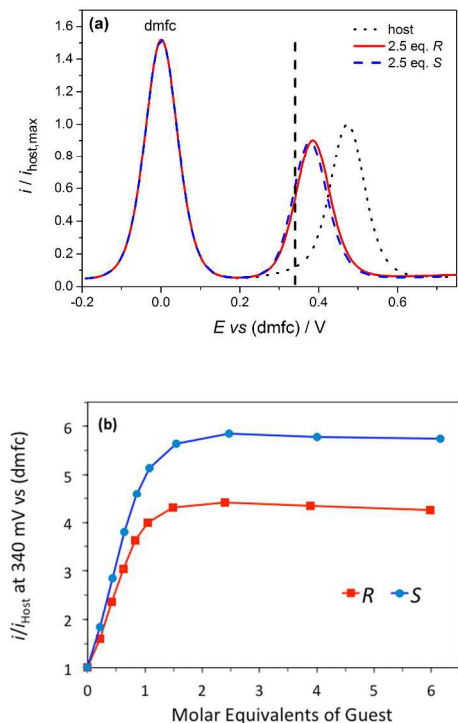 (a)
dmfc
host
2.5 eq. R
2.5 eq. S
i / i host,max
1.6
1.4
1.2
1.0
0.8
0.6
0.4
0.2
0.0
-0.2 0.0 0.2 0.4 0.6
E vs (dmfc) / V
(b)
i/i Host at 340 mV vs (dmfc)
6
5
4
3
2
1
R S
0 1 2 3 4 5 6
Molar Equivalents of Guest